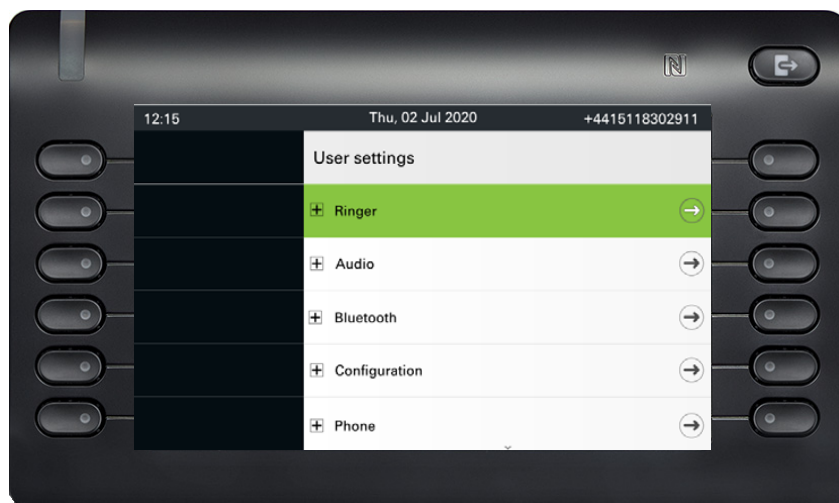 12:15 Thu, 02 Jul 2020 +4415118302911
User settings
Ringer
Audio
Bluetooth
Configuration
Phone